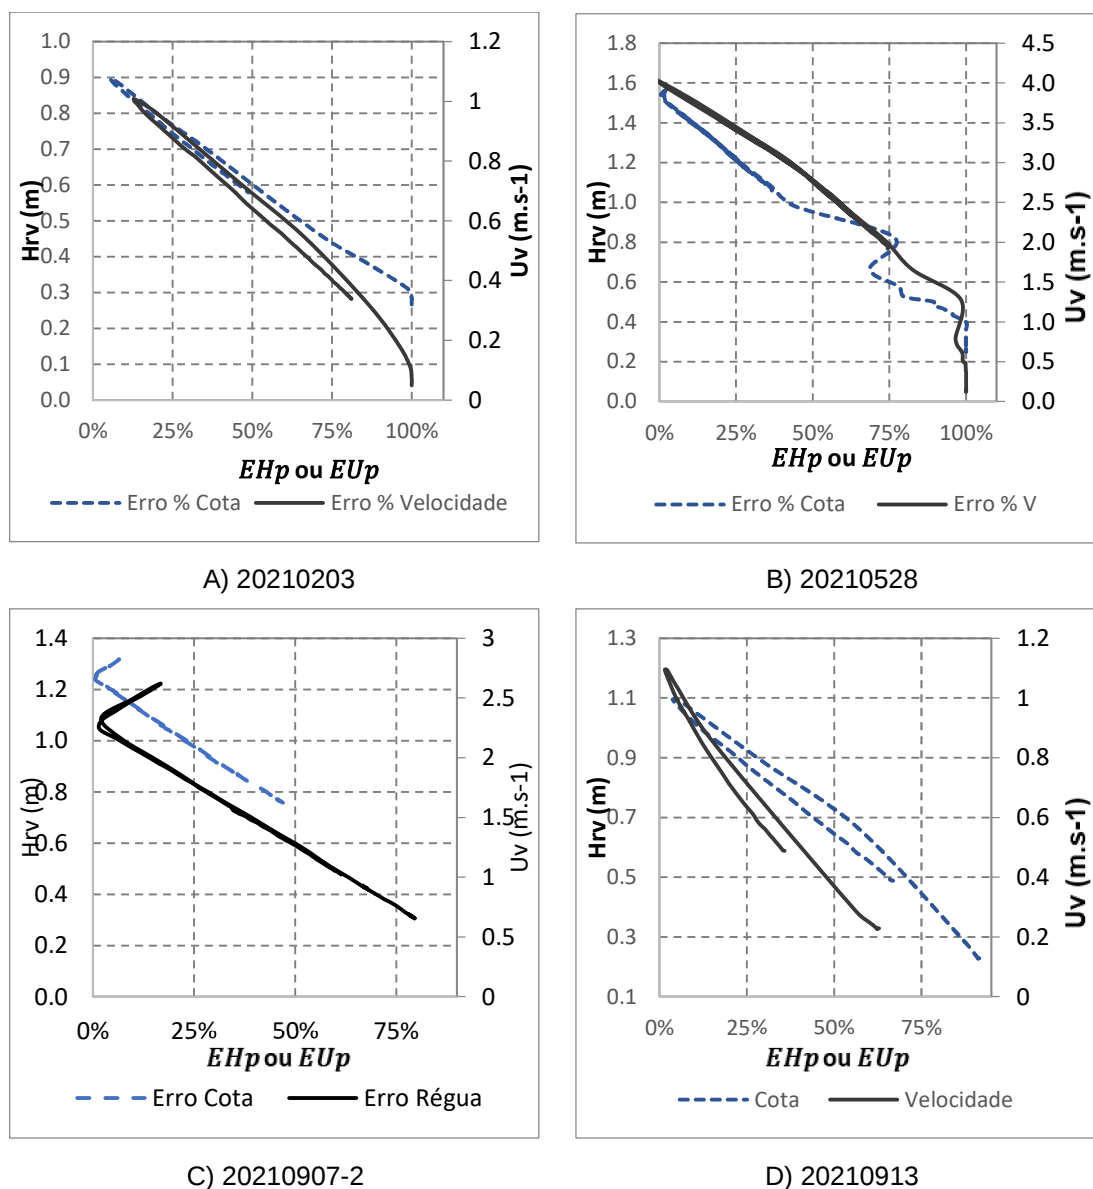 1.0
0.9
0.8
0.7
0.6
0.5
0.4
0.3
0.2
0.1
0.0
Hrv (m)
1.2
1
0.8
0.6
0.4
0.2
0
Uv (m.s-1)
0% 25% 50% 75% 100%
EHp ou EUp
Erro % Cota Erro % Velocidade
A) 20210203
1.8
1.6
1.4
1.2
1.0
0.8
0.6
0.4
0.2
0.0
Hrv (m)
4.5
4.0
3.5
3.0
2.5
2.0
1.5
1.0
0.5
0.0
Uv (m.s-1)
0% 25% 50% 75% 100%
EHp ou EUp
Erro % Cota Erro % V
B) 20210528
1.4
1.2
1.0
0.8
0.6
0.4
0.2
0.0
Hrv (m)
3
2.5
2
1.5
1
0.5
0
Uv (m.s-1)
0% 25% 50% 75%
EHp ou EUp
Erro Cota Erro Régua
C) 20210907-2
1.3
1.1
0.9
0.7
0.5
0.3
0.1
Hrv (m)
1.2
1
0.8
0.6
0.4
0.2
0
Uv (m.s-1)
0% 25% 50% 75%
EHp ou EUp
Cota Velocidade
D) 20210913